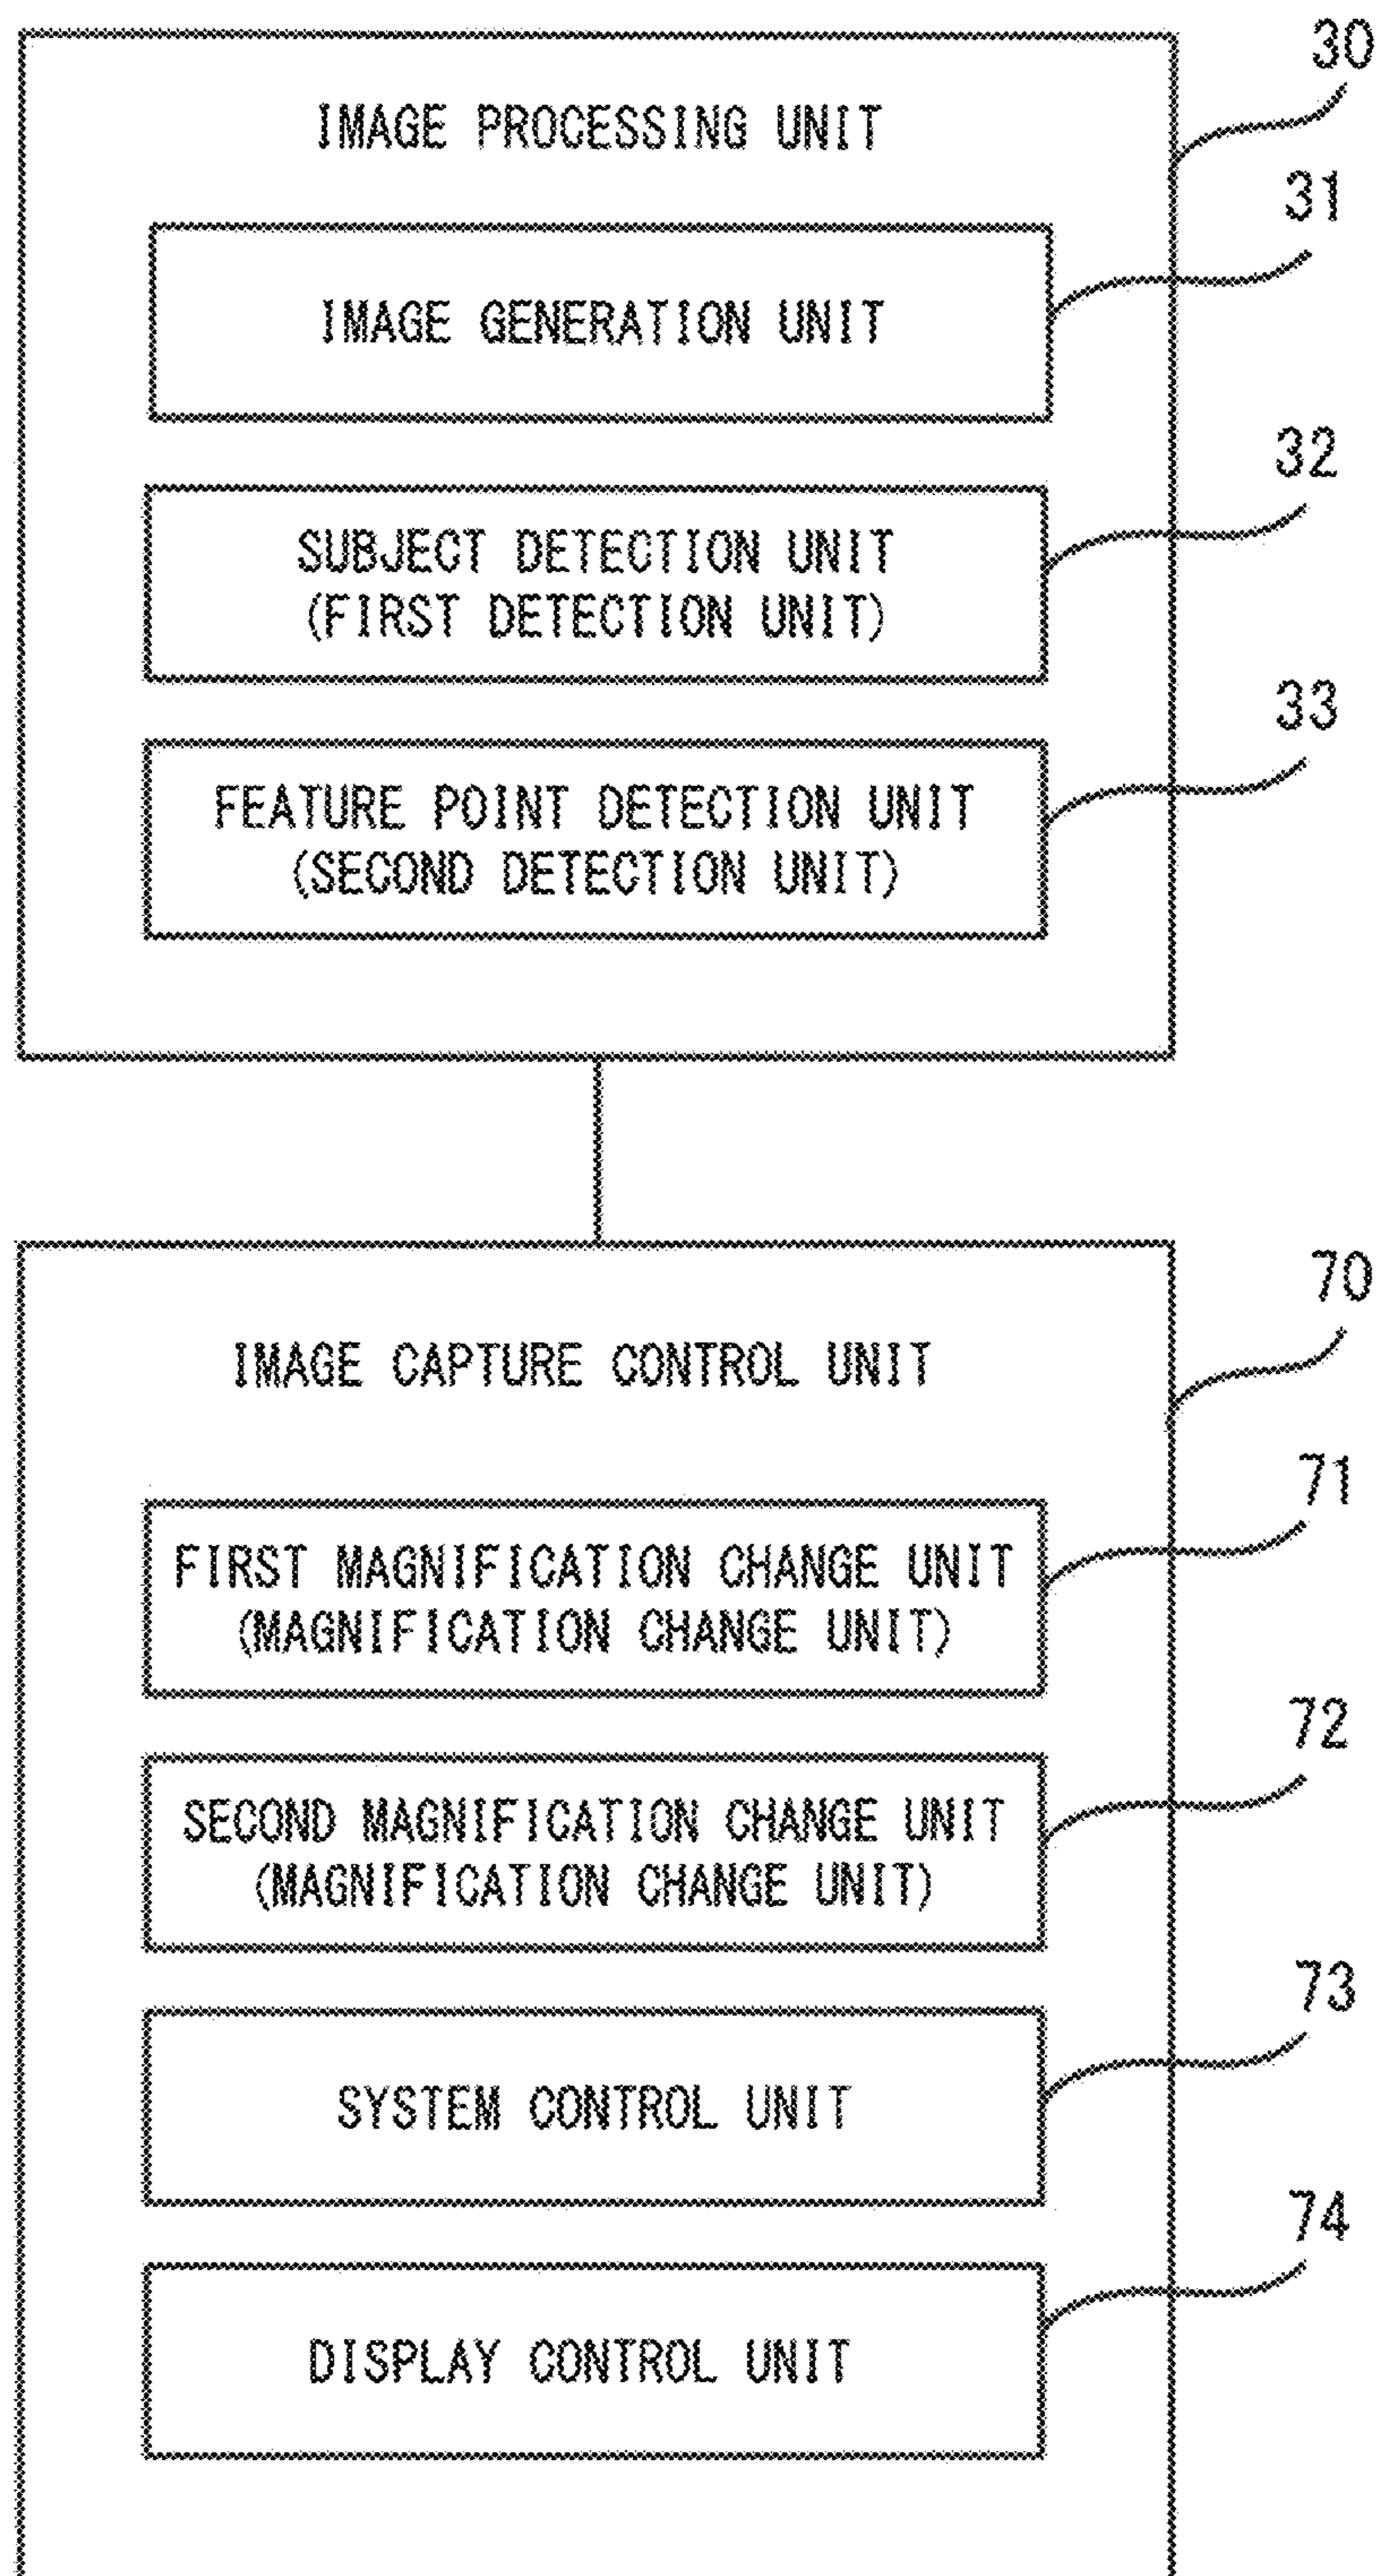 30
IMAGE PROCESSING UNIT
31
IMAGE GENERATION UNIT
32
SUBJECT DETECTION UNIT
(FIRST DETECTION UNIT)
33
FEATURE POINT DETECTION UNIT
(SECOND DETECTION UNIT)
70
IMAGE CAPTURE CONTROL UNIT
71
FIRST MAGNIFICATION CHANGE UNIT
(MAGNIFICATION CHANGE UNIT)
72
SECOND MAGNIFICATION CHANGE UNIT
(MAGNIFICATION CHANGE UNIT)
73
SYSTEM CONTROL UNIT
74
DISPLAY CONTROL UNIT